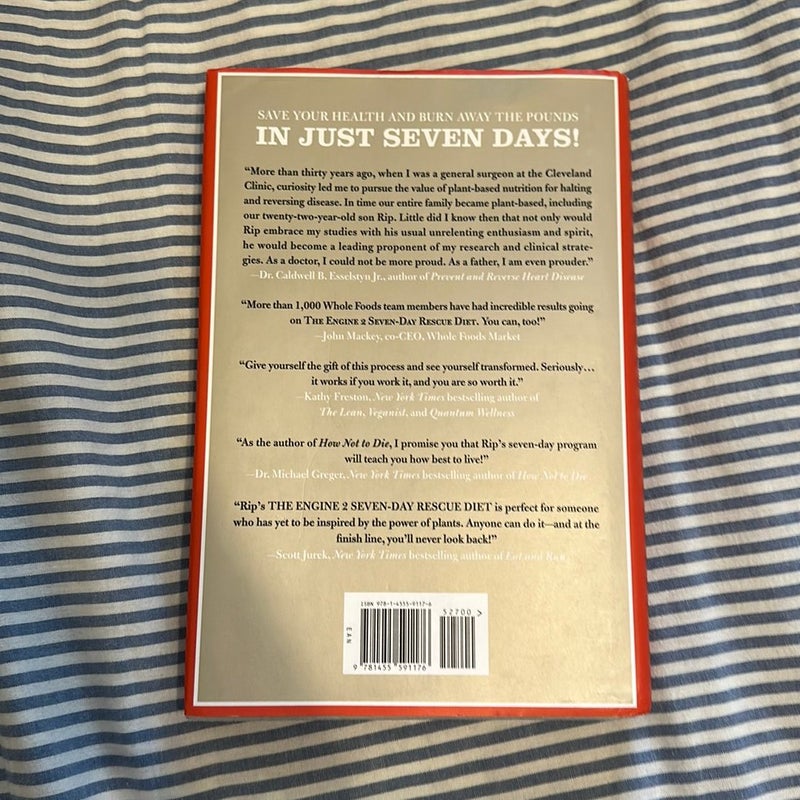 SAVE YOUR HEALTH AND BURN AWAY THE POUNDS
IN JUST SEVEN DAYS!
“More than thirty years ago, when I was a general surgeon at the Cleveland
Clinic, curiosity led me to pursue the value of plant-based nutrition for halting
and reversing disease. In time our entire family became plant-based, including
our twenty-two-year-old son Rip. Little did I know then that not only would
Rip embrace my studies with his usual unrelenting enthusiasm and spirit,
he would become a leading proponent of my research and clinical strate-
gies. As a doctor, I could not be more proud. As a father, I am even prouder.”
—Dr. Caldwell B. Esselstyn Jr., author of Prevent and Reverse Heart Disease
“More than 1,000 Whole Foods team members have had incredible results going
on THE ENGINE 2 SEVEN-DAY RESCUE DIET. You can, too!”
—John Mackey, co-CEO, Whole Foods Market
“Give yourself the gift of this process and see yourself transformed. Seriously…
it works if you work it, and you are so worth it.”
—Kathy Freston, New York Times bestselling author of
The Lean, Veganist, and Quantum Wellness
“As the author of How Not to Die, I promise you that Rip’s seven-day program
will teach you how best to live!”
—Dr. Michael Greger, New York Times bestselling author of How Not to Die
“Rip’s THE ENGINE 2 SEVEN-DAY RESCUE DIET is perfect for someone
who has yet to be inspired by the power of plants. Anyone can do it—and at the
finish line, you’ll never look back!”
—Scott Jurek, New York Times bestselling author of Eat and Run
ISBN 978-1-4555-9117-6
52700 >
EAN
9 781455 591176